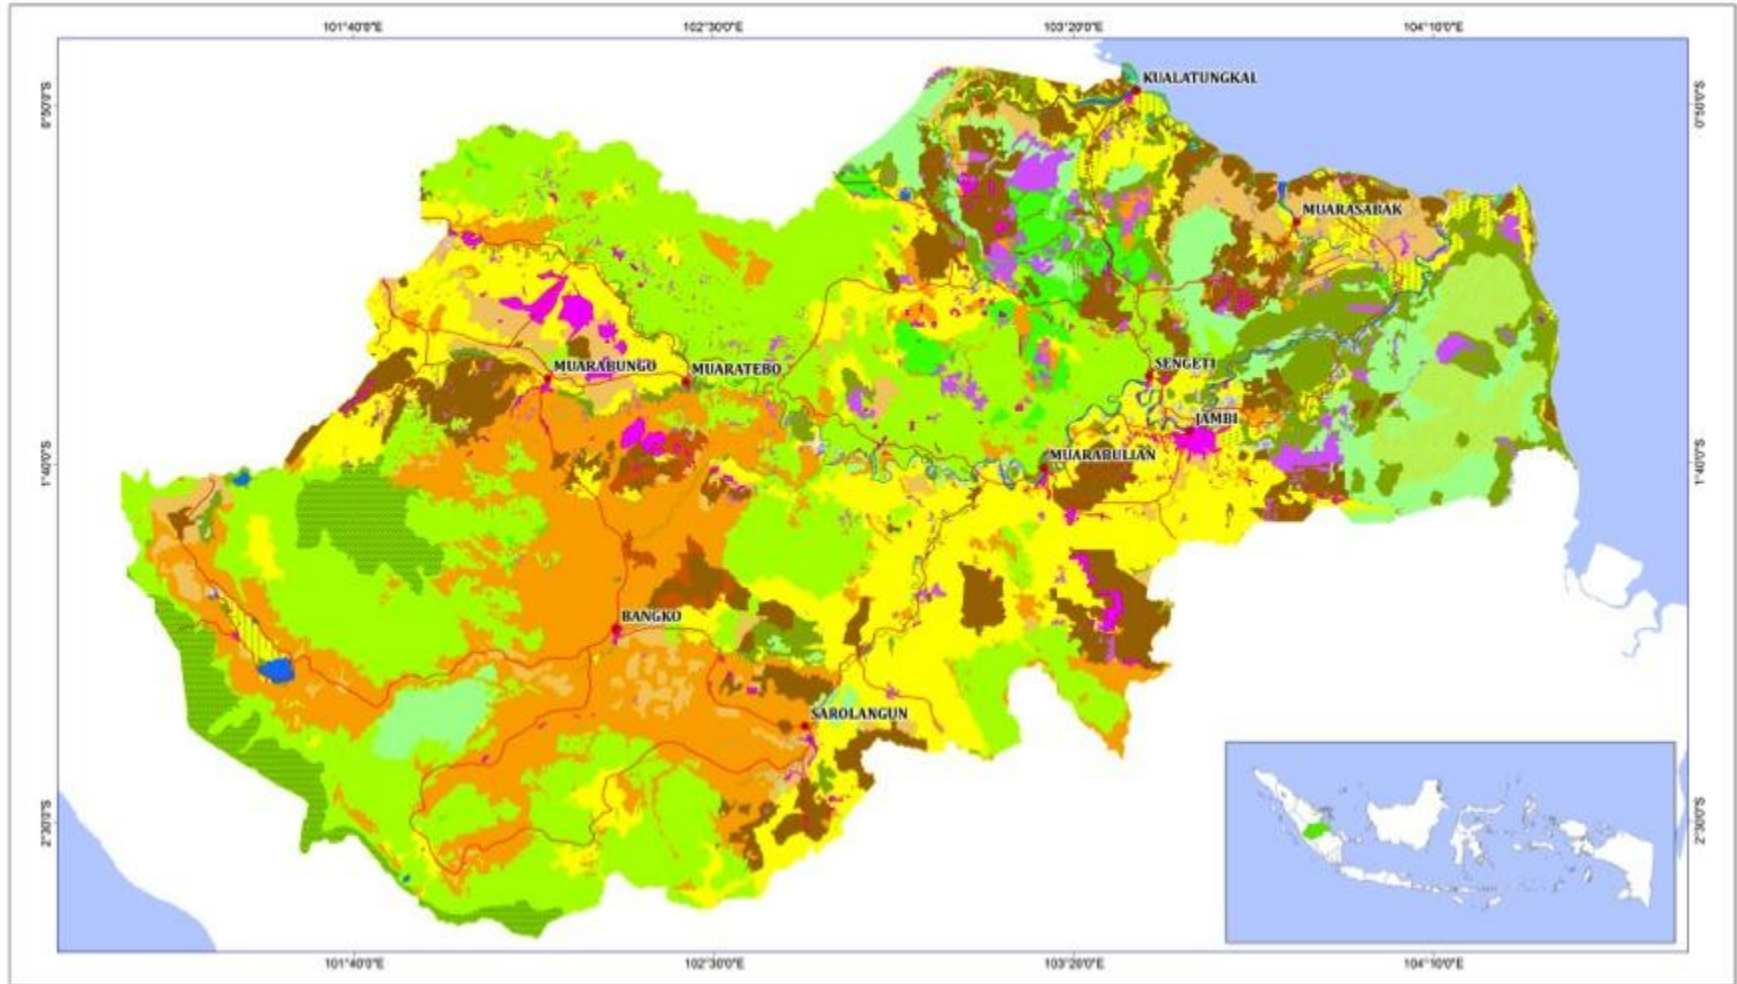 101°40'0"E
102°30'0"E
103°20'0"E
104°10'0"E
0°50'0"S
0°50'0"S
KUALATUNGKAL
MUARASABAK
MUARABUNGO
MUARATEBO
SENGETI
JAMBI
MUARABULIAN
1°40'0"S
1°40'0"S
BANGKO
SAROLANGUN
2°30'0"S
2°30'0"S
101°40'0"E
102°30'0"E
103°20'0"E
104°10'0"E